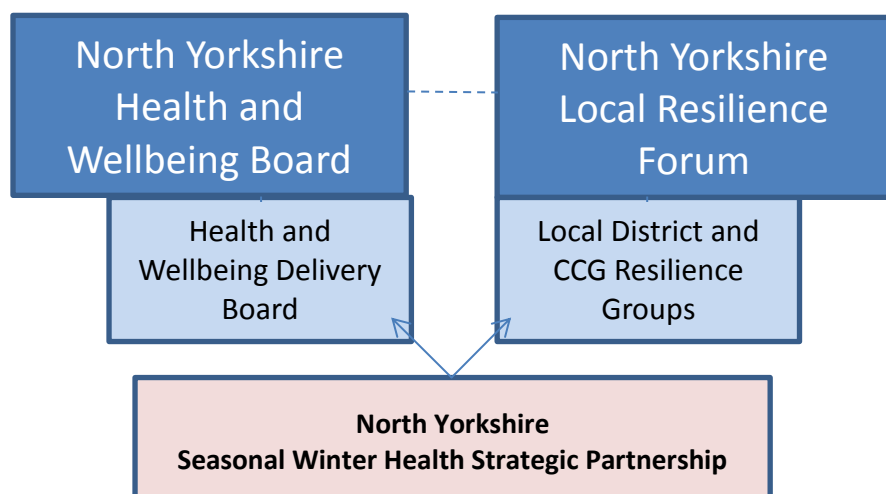 North Yorkshire
Health and
Wellbeing Board
North Yorkshire
Local Resilience
Forum
Health and
Wellbeing Delivery
Board
Local District and
CCG Resilience
Groups
North Yorkshire
Seasonal Winter Health Strategic Partnership